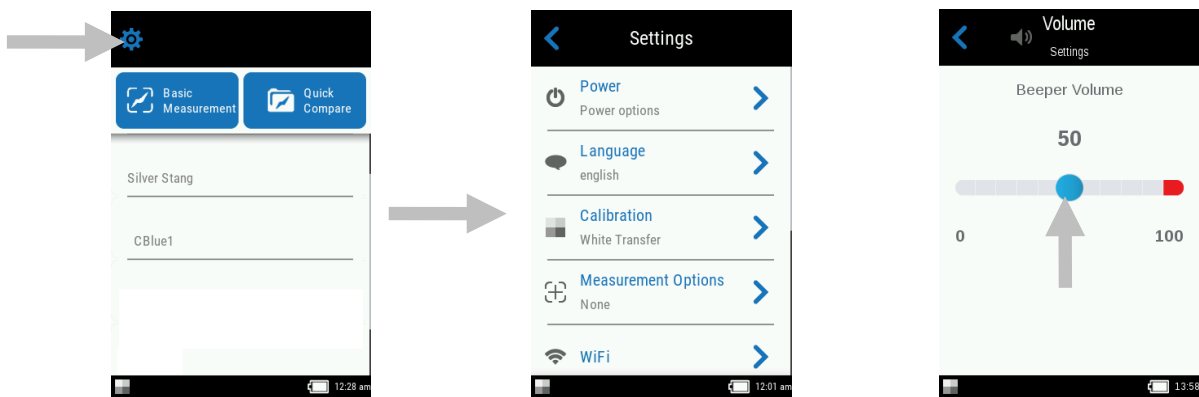 Basic
Measurement
Quick
Compare
Silver Stang
CBlue1
12:28 am
Settings
Power
Power options
Language
english
Calibration
White Transfer
Measurement Options
None
WiFi
12:01 am
Volume
Settings
Beeper Volume
50
0
100
13:58